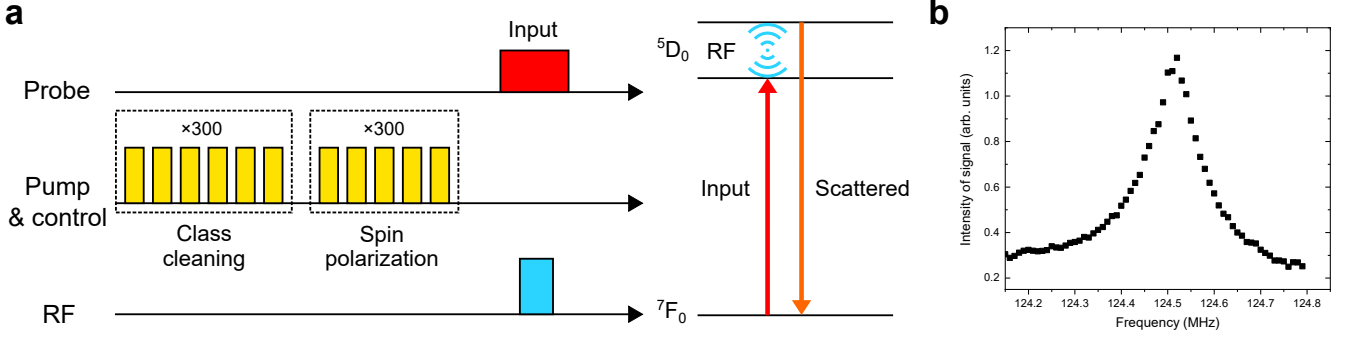 a
Input
Probe
×300
×300
Pump
& control
Class
cleaning
Spin
polarization
RF
⁵D₀
RF
Input
Scattered
⁷F₀
b
Intensity of signal (arb. units)
1.2
1.0
0.8
0.6
0.4
0.2
124.2
124.3
124.4
124.5
124.6
124.7
124.8
Frequency (MHz)